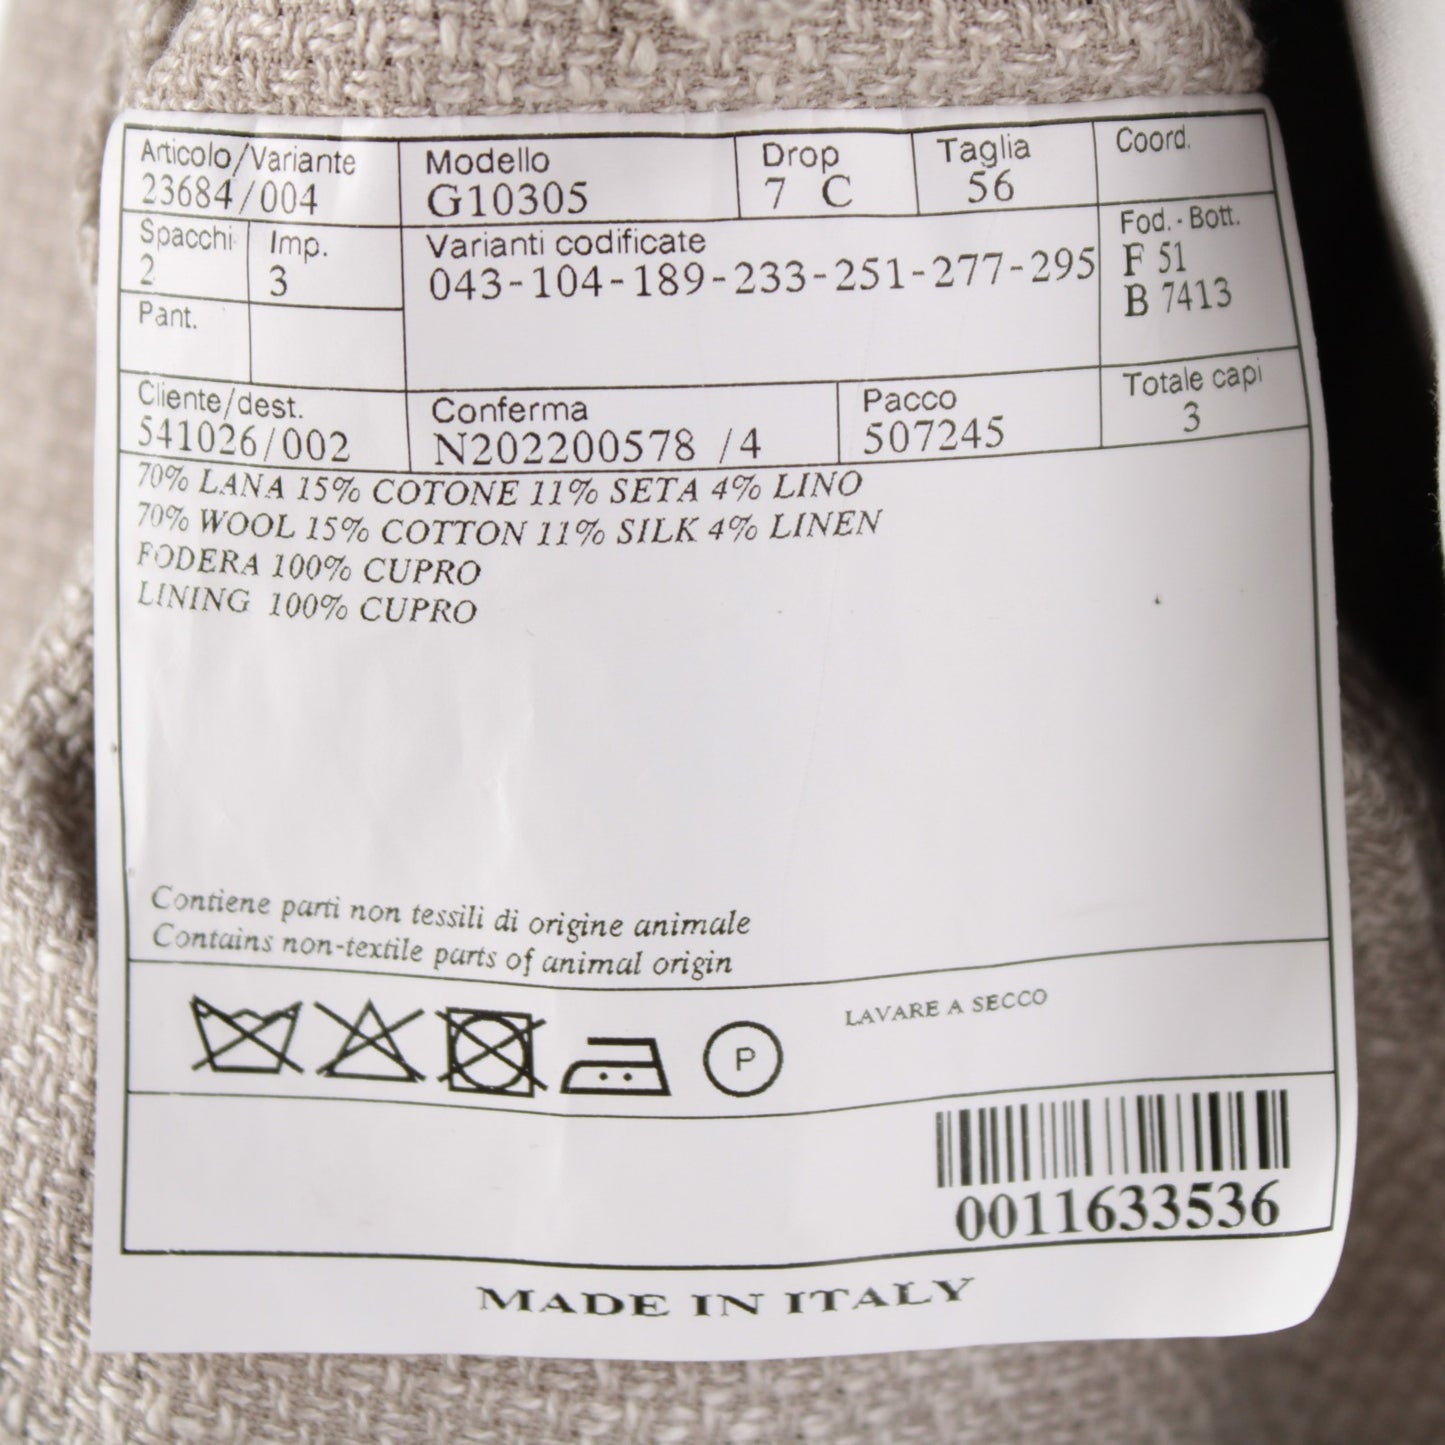 Articolo/Variante Modello Drop Taglia Coord.
23684/004 G10305 7 C 56
Spacchi Imp. Varianti codificate Fod.-Bott.
2 3 043-104-189-233-251-277-295 F 51
B 7413
Pant.
Cliente/dest. Conferma Pacco Totale capi
541026/002 N202200578 /4 507245 3
70% LANA 15% COTONE 11% SETA 4% LINO
70% WOOL 15% COTTON 11% SILK 4% LINEN
FODERA 100% CUPRO
LINING 100% CUPRO
Contiene parti non tessili di origine animale
Contains non-textile parts of animal origin
P LAVARE A SECCO
0011633536
MADE IN ITALY